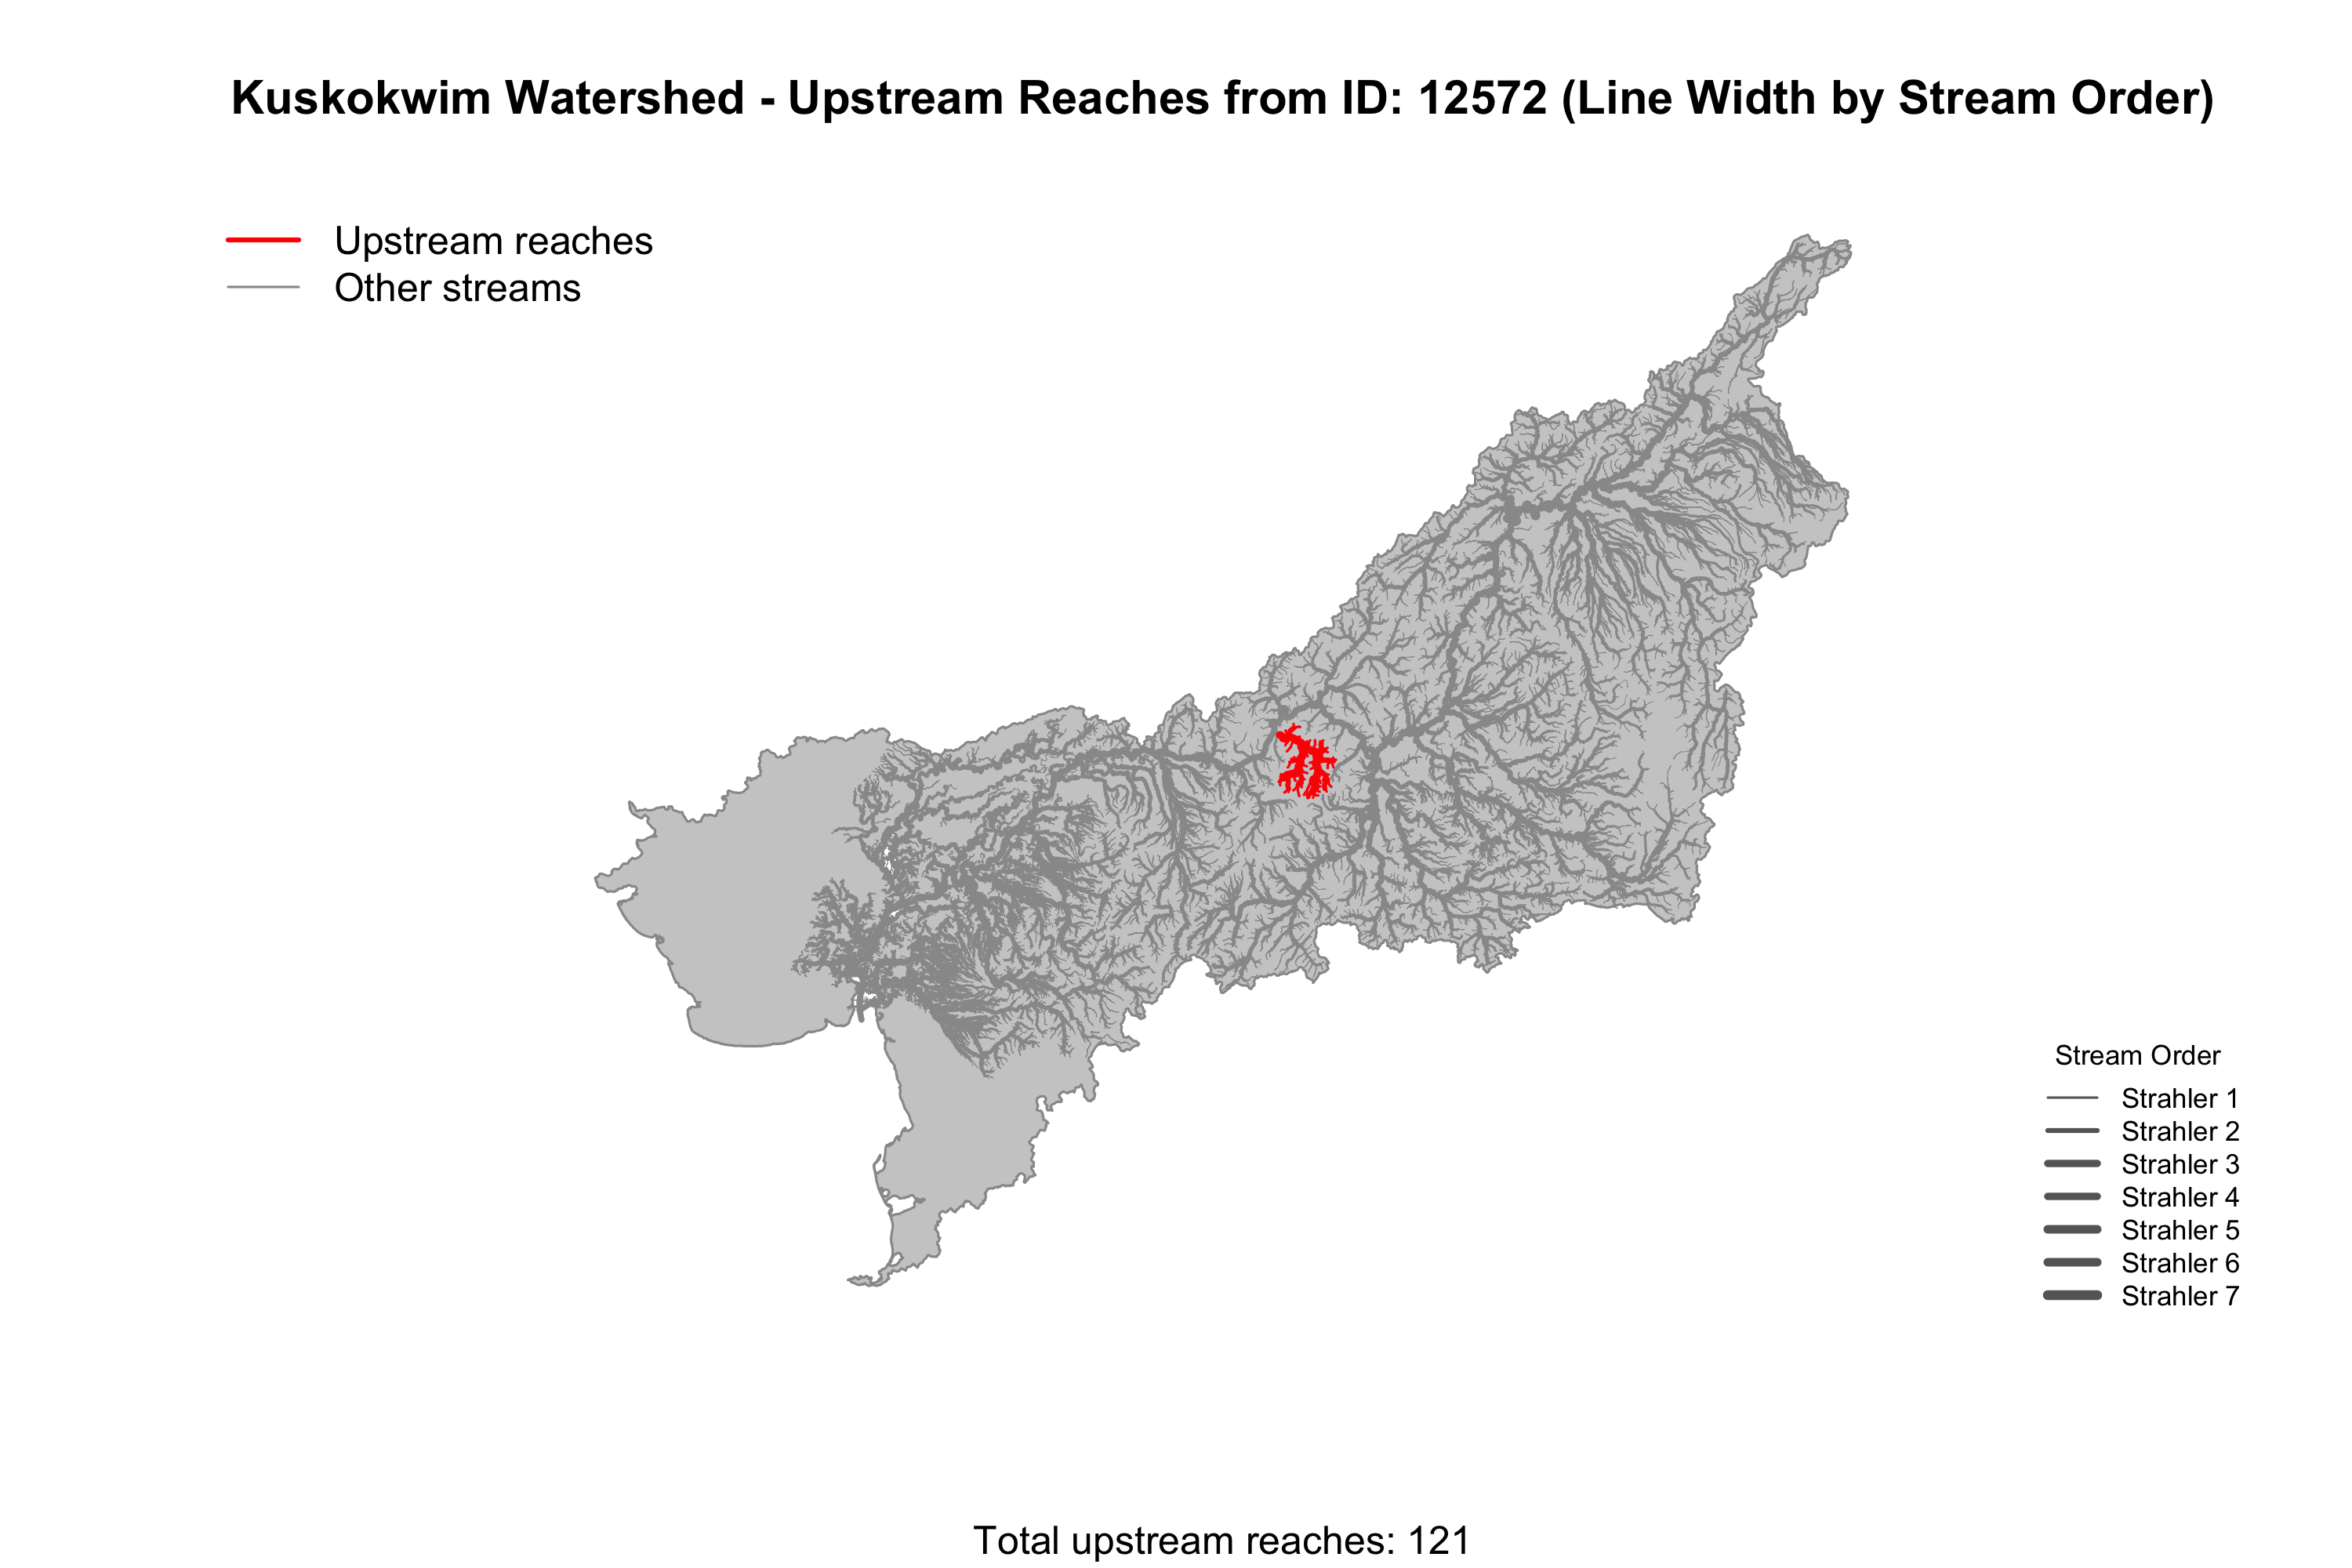 Kuskokwim Watershed - Upstream Reaches from ID: 12572 (Line Width by Stream Order)
Upstream reaches
Other streams
Stream Order
Strahler 1
Strahler 2
Strahler 3
Strahler 4
Strahler 5
Strahler 6
Strahler 7
Total upstream reaches: 121